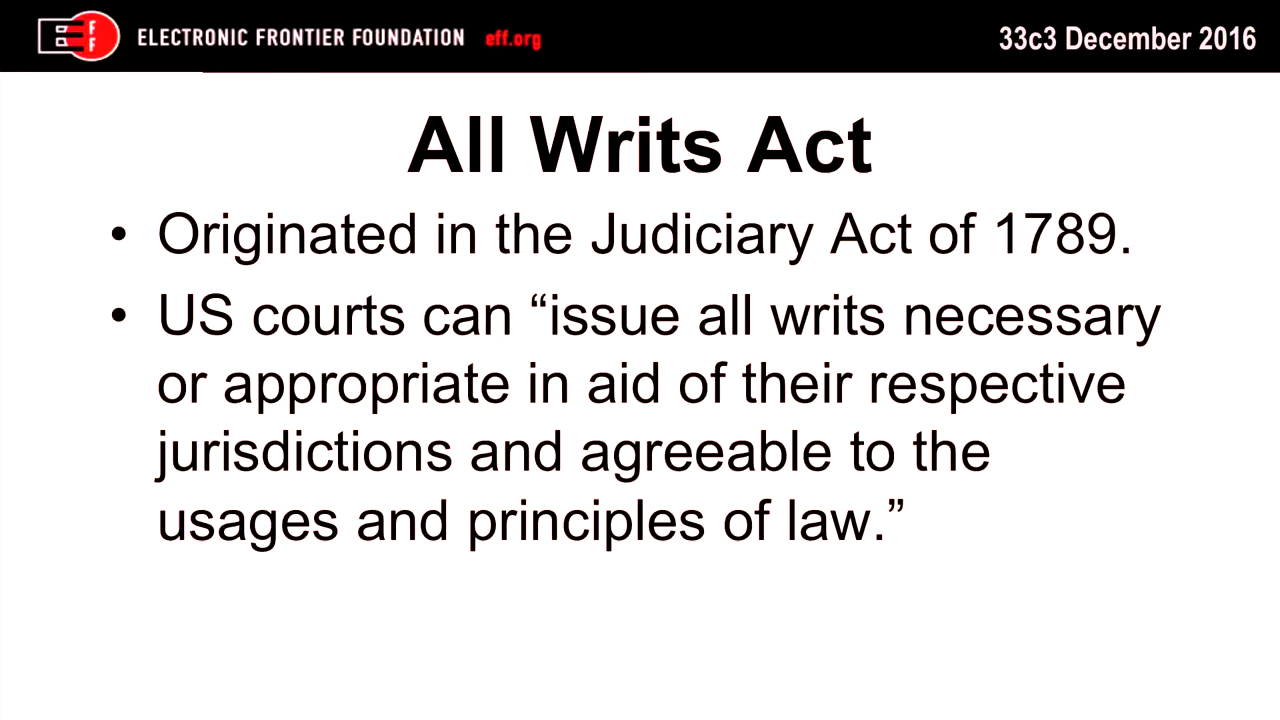 EFF ELECTRONIC FRONTIER FOUNDATION eff.org 33c3 December 2016
All Writs Act
• Originated in the Judiciary Act of 1789.
• US courts can “issue all writs necessary
or appropriate in aid of their respective
jurisdictions and agreeable to the
usages and principles of law.”